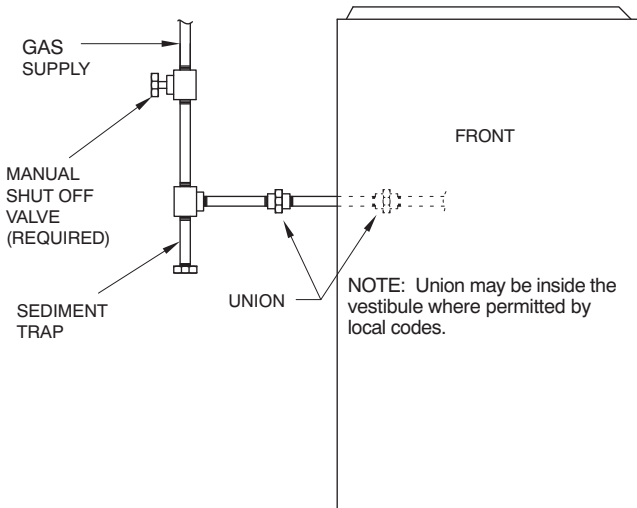 GAS
SUPPLY
FRONT
MANUAL
SHUT OFF
VALVE
(REQUIRED)
SEDIMENT
TRAP
UNION
NOTE: Union may be inside the
vestibule where permitted by
local codes.